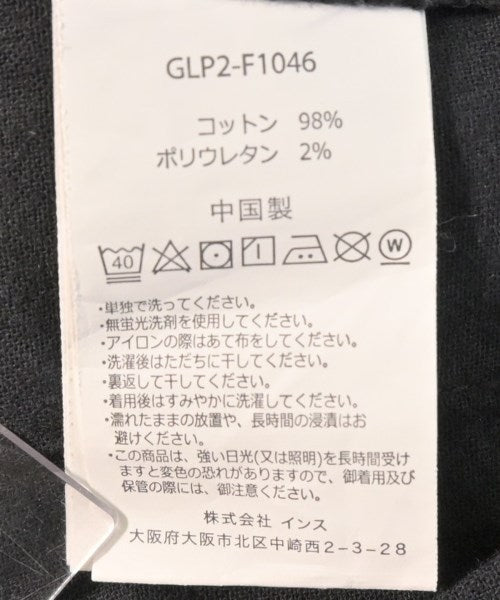 GLP2-F1046
コットン 98%
ポリウレタン 2%
中国製
40 W
・単独で洗ってください。
・無蛍光洗剤を使用してください。
・アイロンの際はあて布をしてください。
・洗濯後はただちに干してください。
・裏返して干してください。
・着用後はすみやかに洗濯してください。
・濡れたままの放置や、長時間の浸漬はお
避けください。
・この商品は、強い日光(又は照明)を長時間受け
ますと変色の恐れがありますので、御着用及び
保管の際には、御注意ください。
株式会社 インス
大阪府大阪市北区中崎西2-3-28